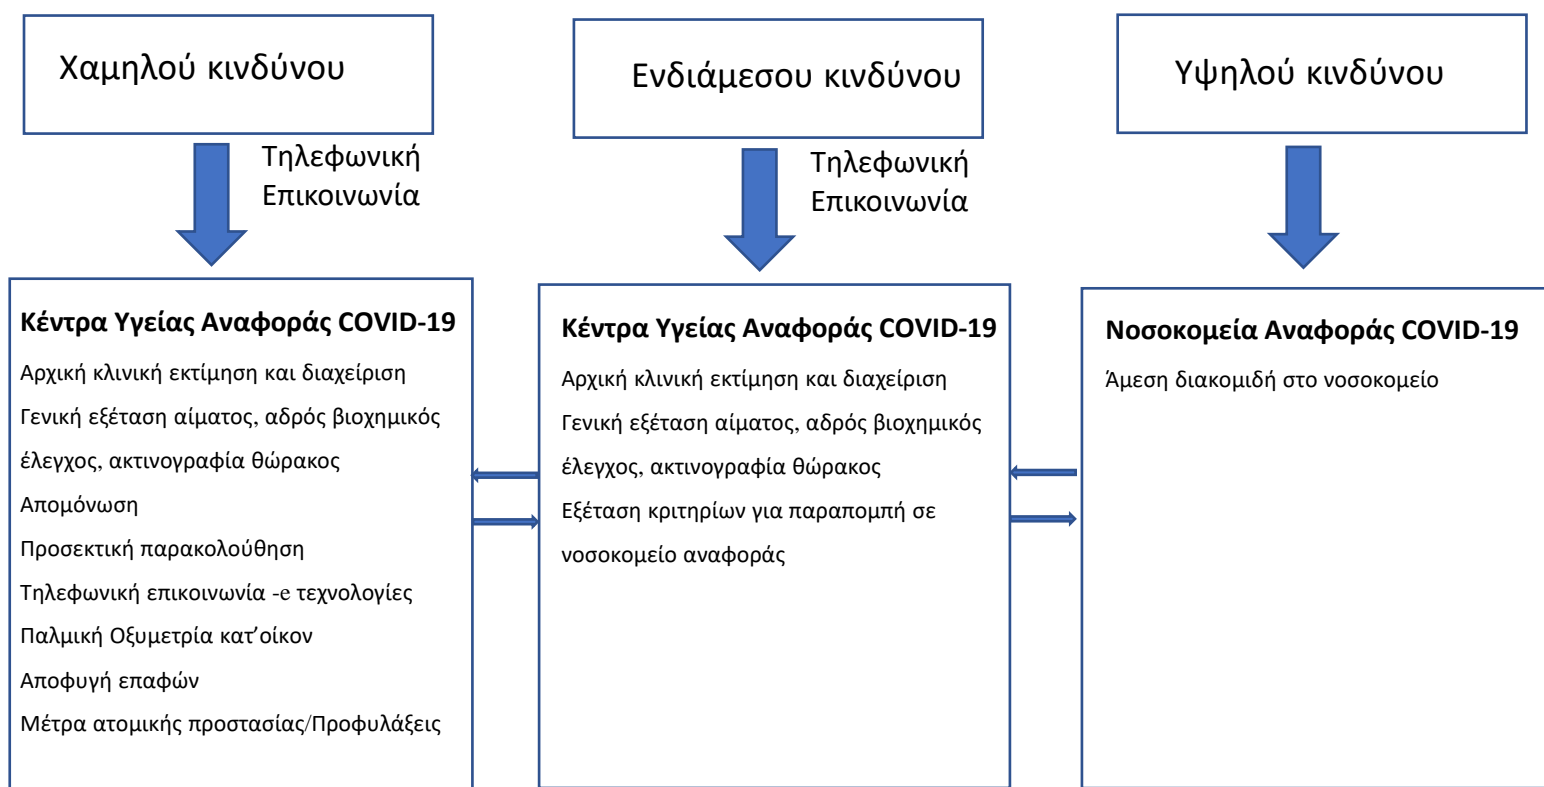 Χαμηλού κινδύνου
Ενδιάμεσου κινδύνου
Υψηλού κινδύνου
Τηλεφωνική
Επικοινωνία
Τηλεφωνική
Επικοινωνία
Κέντρα Υγείας Αναφοράς COVID-19
Αρχική κλινική εκτίμηση και διαχείριση
Γενική εξέταση αίματος, αδρός βιοχημικός
έλεγχος, ακτινογραφία θώρακος
Απομόνωση
Προσεκτική παρακολούθηση
Τηλεφωνική επικοινωνία -e τεχνολογίες
Παλμική Οξυμετρία κατ’οίκον
Αποφυγή επαφών
Μέτρα ατομικής προστασίας/Προφυλάξεις
Κέντρα Υγείας Αναφοράς COVID-19
Αρχική κλινική εκτίμηση και διαχείριση
Γενική εξέταση αίματος, αδρός βιοχημικός
έλεγχος, ακτινογραφία θώρακος
Εξέταση κριτηρίων για παραπομπή σε
νοσοκομείο αναφοράς
Νοσοκομεία Αναφοράς COVID-19
Άμεση διακομιδή στο νοσοκομείο